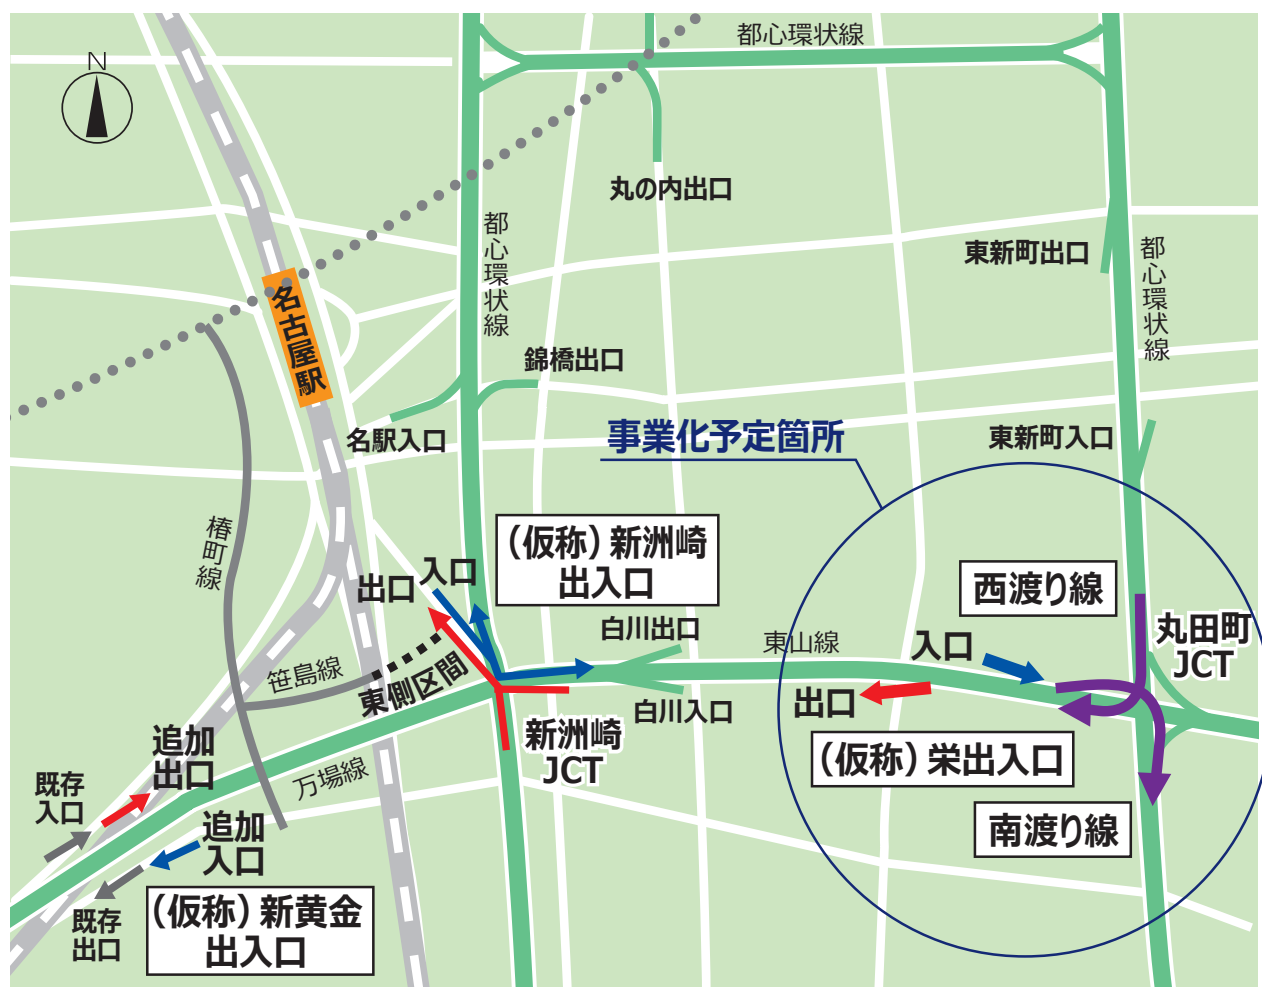 都心環状線
N
丸の内出口
都心環状線
東新町出口
都心環状線
名古屋駅
錦橋出口
名駅入口
事業化予定箇所
東新町入口
椿町線
（仮称）新洲崎
出入口
出口
入口
西渡り線
白川出口
東山線
入口
丸田町
JCT
笹島線
東側区間
白川入口
出口
新洲崎
JCT
（仮称）栄出入口
追加
出口
万場線
既存
入口
追加
入口
南渡り線
（仮称）新黄金
出入口
既存
出口